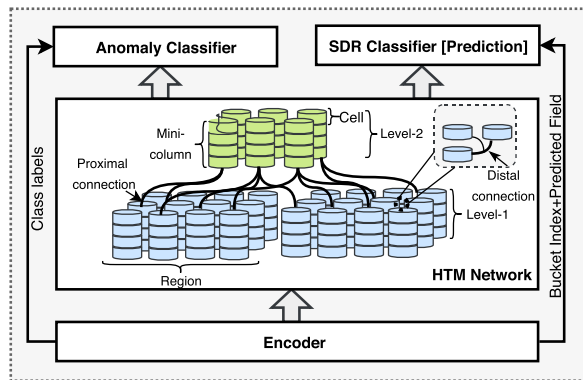 Anomaly Classifier
SDR Classifier [Prediction]
Cell
Mini-
column
Level-2
Proximal
connection
Distal
connection
Level-1
Region
HTM Network
Encoder
Class labels
Bucket Index+Predicted Field